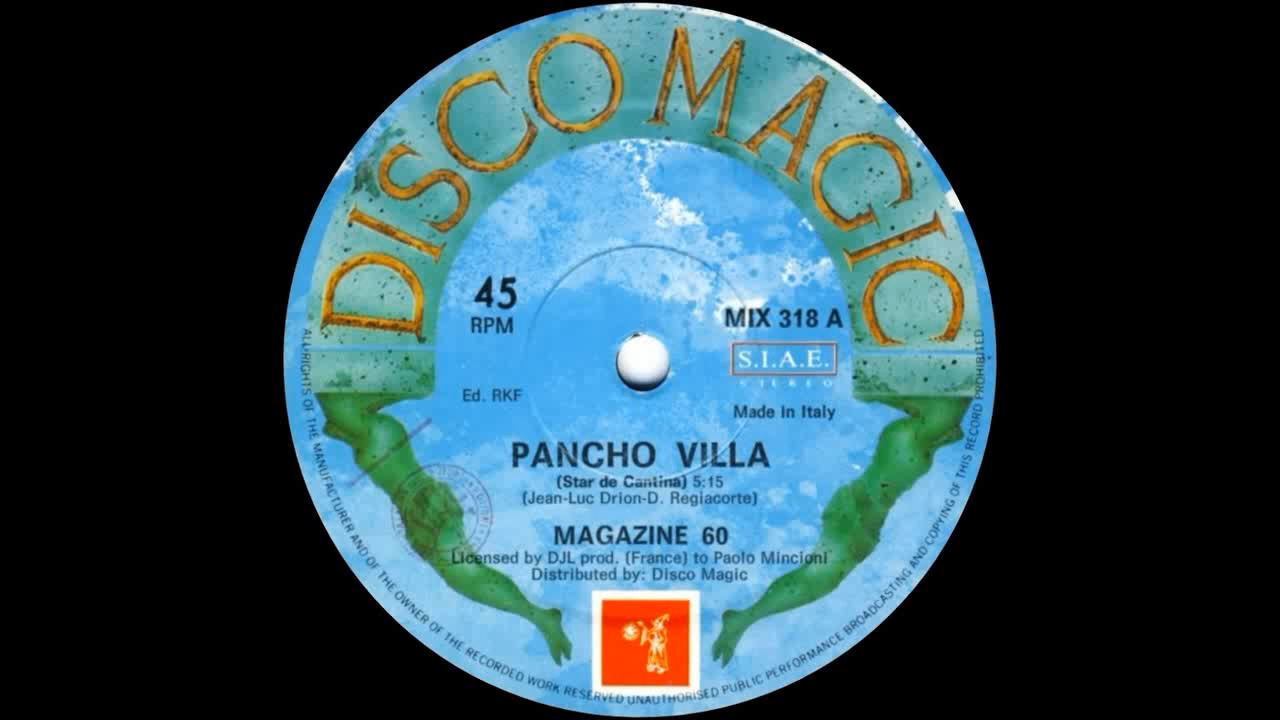 DISCO MAGIC
45
RPM
MIX 318 A
S.I.A.E.
STEREO
Ed. RKF
Made in Italy
PANCHO VILLA
(Star de Cantina) 5:15
(Jean-Luc Drion-D. Regiacorte)
MAGAZINE 60
Licensed by DJL prod. (France) to Paolo Mincioni
Distributed by: Disco Magic
ALL RIGHTS OF THE MANUFACTURER AND OF THE OWNER OF THE RECORDED WORK RESERVED UNAUTHORISED PUBLIC PERFORMANCE BROADCASTING AND COPYING OF THIS RECORD PROHIBITED